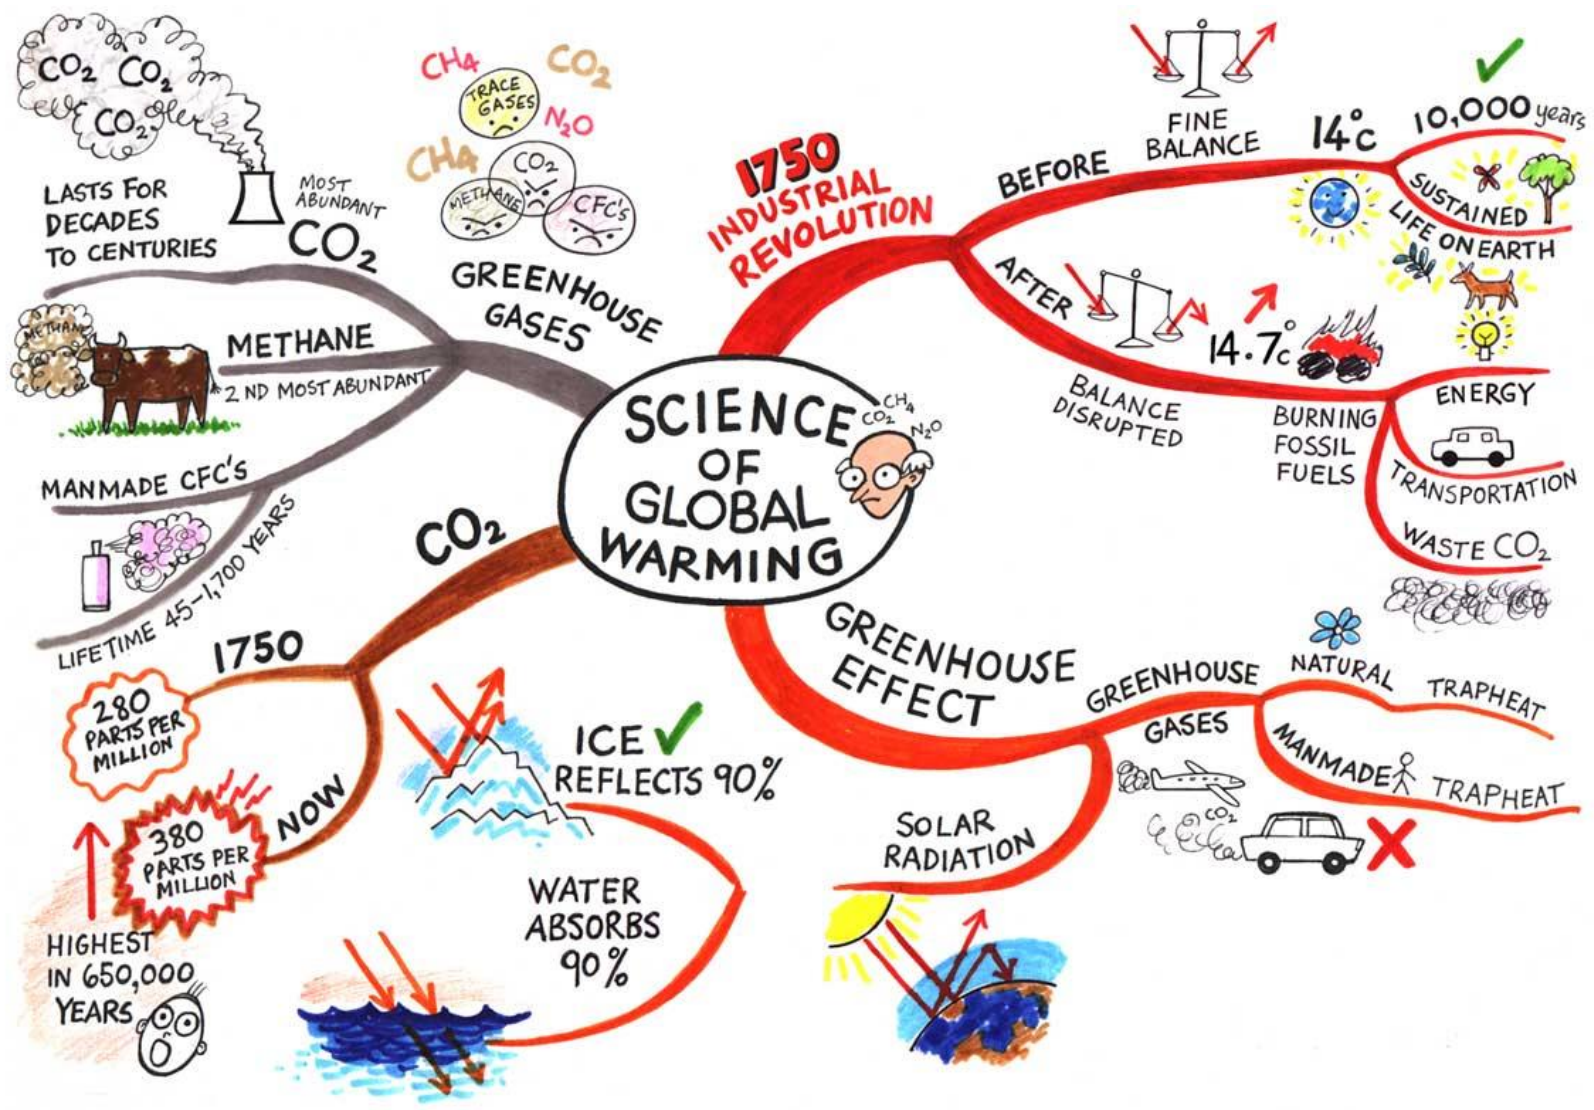 SCIENCE
OF
GLOBAL
WARMING
CO2
CH4
N2O
1750
INDUSTRIAL
REVOLUTION
BEFORE
FINE
BALANCE
14°C
10,000 years
SUSTAINED
LIFE ON EARTH
AFTER
BALANCE
DISRUPTED
14.7°C
BURNING
FOSSIL
FUELS
ENERGY
TRANSPORTATION
WASTE CO2
GREENHOUSE
EFFECT
GREENHOUSE
GASES
NATURAL
TRAPHEAT
MANMADE
TRAPHEAT
CO2
SOLAR
RADIATION
ICE
REFLECTS 90%
WATER
ABSORBS
90%
CO2
1750
280
PARTS PER
MILLION
NOW
380
PARTS PER
MILLION
HIGHEST
IN 650,000
YEARS
GREENHOUSE
GASES
CH4
CO2
TRACE
GASES
N2O
CH4
CO2
METHANE
CFC'S
CO2 CO2
CO2
LASTS FOR
DECADES
TO CENTURIES
MOST
ABUNDANT
CO2
METHANE
METHANE
2ND MOST ABUNDANT
MANMADE CFC'S
LIFETIME 45-1,700 YEARS